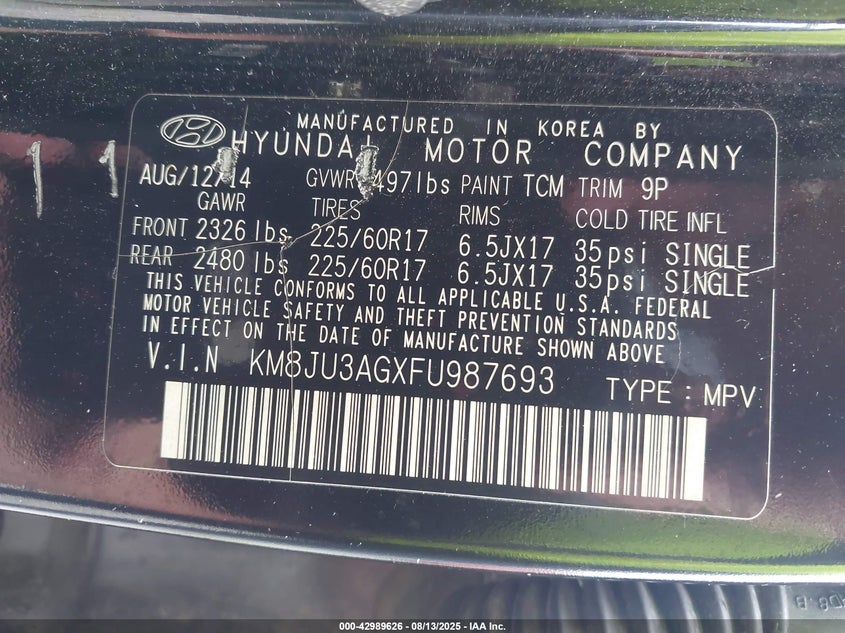 MANUFACTURED IN KOREA BY
HYUNDAI MOTOR COMPANY
AUG/12/14 GVWR 497lbs PAINT TCM TRIM 9P
GAWR TIRES RIMS COLD TIRE INFL
FRONT 2326 lbs 225/60R17 6.5JX17 35psi SINGLE
REAR 2480 lbs 225/60R17 6.5JX17 35psi SINGLE
THIS VEHICLE CONFORMS TO ALL APPLICABLE U.S.A. FEDERAL
MOTOR VEHICLE SAFETY AND THEFT PREVENTION STANDARDS
IN EFFECT ON THE DATE OF MANUFACTURE SHOWN ABOVE
V.I.N KM8JU3AGXFU987693 TYPE : MPV
1 1
000-42989626 - 08/13/2025 - IAA Inc.